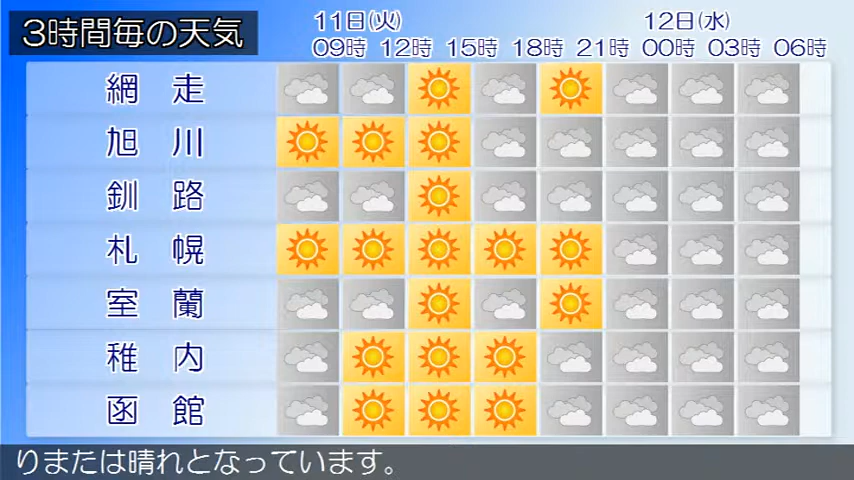 3時間毎の天気
11日(火) 12日(水)
09時 12時 15時 18時 21時 00時 03時 06時
網 走
旭 川
釧 路
札 幌
室 蘭
稚 内
函 館
りまたは晴れとなっています。